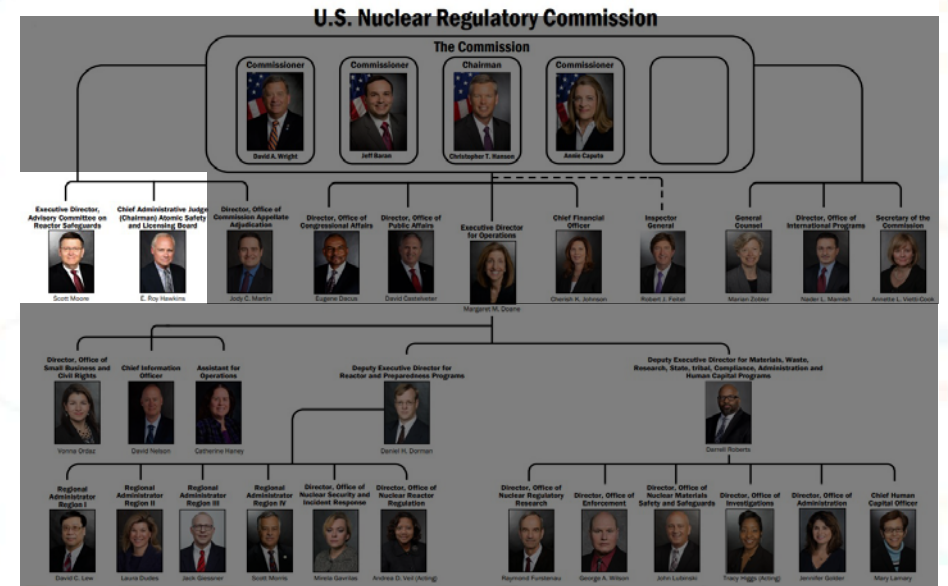 U.S. Nuclear Regulatory Commission
The Commission
Commissioner
Commissioner
Chairman
Commissioner
David A. Wright
Jeff Baran
Christopher T. Hanson
Annie Caputo
Executive Director,
Advisory Committee on
Reactor Safeguards
Scott Moore
Chief Administrative Judge
(Chairman) Atomic Safety
and Licensing Board
E. Roy Hawkins
Director, Office of
Commission Appellate
Adjudication
Jody C. Martin
Director, Office of
Congressional Affairs
Eugene Dacus
Director, Office of
Public Affairs
David Castelveter
Executive Director
for Operations
Margaret M. Doane
Chief Financial
Officer
Cherish K. Johnson
Inspector
General
Robert J. Feitel
General
Counsel
Marian Zobler
Director, Office of
International Programs
Nader L. Mamish
Secretary of the
Commission
Annette L. Vietti-Cook
Director, Office of
Small Business and
Civil Rights
Vonna Ordaz
Chief Information
Officer
David Nelson
Assistant for
Operations
Catherine Haney
Deputy Executive Director for
Reactor and Preparedness Programs
Daniel H. Dorman
Deputy Executive Director for Materials, Waste,
Research, State, tribal, Compliance, Administration and
Human Capital Programs
Darrell Roberts
Regional
Administrator
Region I
David C. Lew
Regional
Administrator
Region II
Laura Dudes
Regional
Administrator
Region III
Jack Giessner
Regional
Administrator
Region IV
Scott Morris
Director, Office of
Nuclear Security and
Incident Response
Mirela Gavrilas
Director, Office of
Nuclear Reactor
Regulation
Andrea D. Veil (Acting)
Director, Office of
Nuclear Regulatory
Research
Raymond Furstenau
Director, Office of
Enforcement
George A. Wilson
Director, Office of
Nuclear Materials
Safety and Safeguards
John Lubinski
Director, Office of
Investigations
Tracy Higgs (Acting)
Director, Office of
Administration
Jennifer Golder
Chief Human
Capital Officer
Mary Lamary